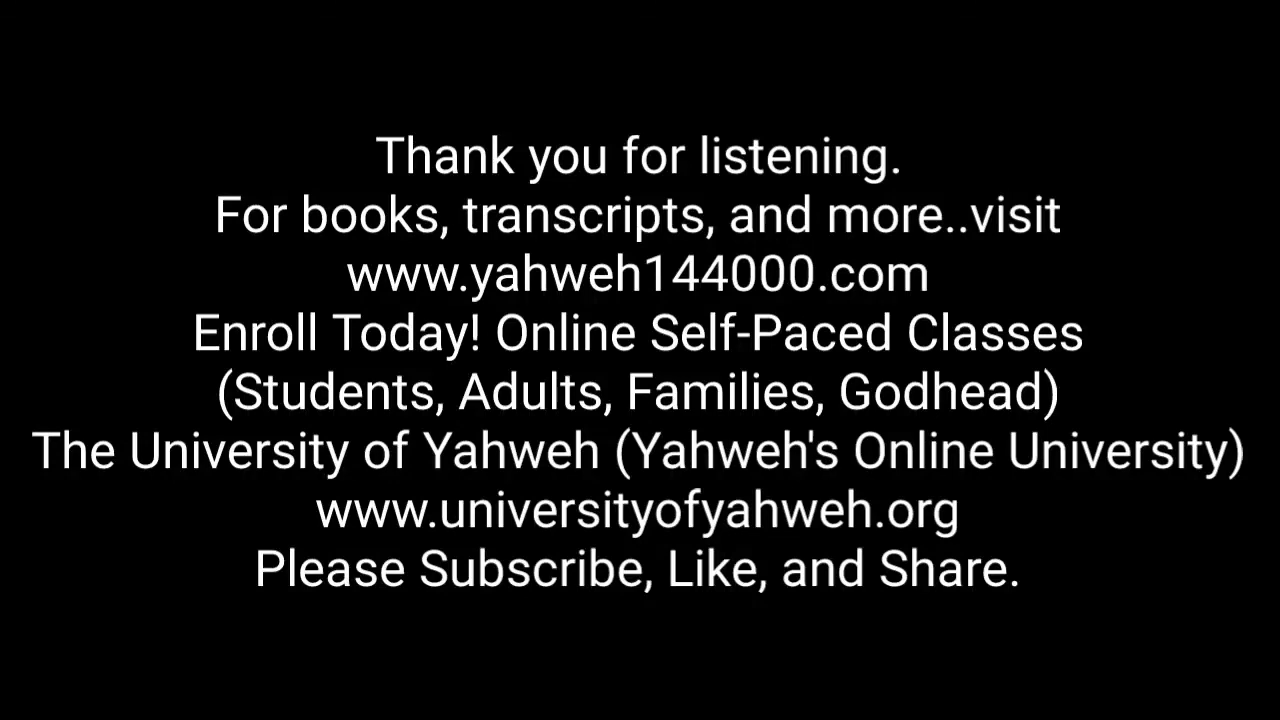 Thank you for listening.
For books, transcripts, and more..visit
www.yahweh144000.com
Enroll Today! Online Self-Paced Classes
(Students, Adults, Families, Godhead)
The University of Yahweh (Yahweh's Online University)
www.universityofyahweh.org
Please Subscribe, Like, and Share.